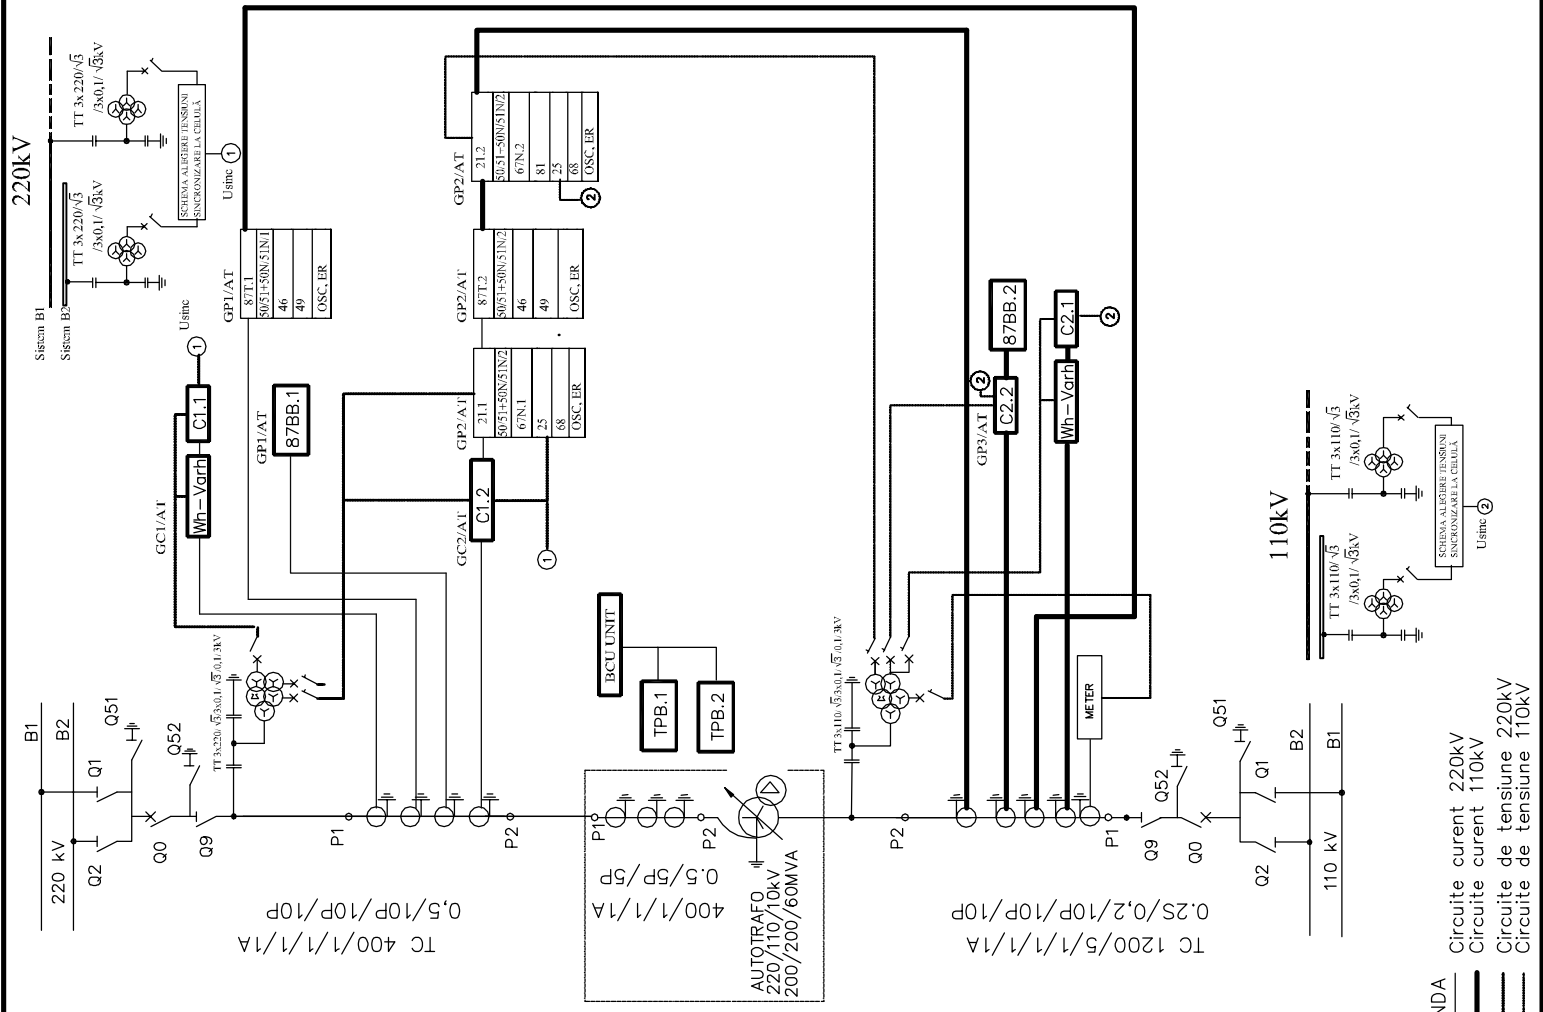 220kV
Sistem B1
Sistem B2
TT 3x220/√3
/3x0,1/ √3kV
TT 3x220/√3
/3x0,1/ √3kV
SCHEMA ALEGERE TENSIUNI
SINCRONIZARE LA CELULĂ
Usinc 1
Usinc
1
GC1/AT
C1.1
Wh-Varh
GP1/AT
87BB.1
GP1/AT
87T.1
50/51+50N/51N/1
46
49
OSC, ER
GP2/AT
21.2
50/51+50N/51N/2
67N.2
81
25
68
OSC, ER
2
GP2/AT
87T.2
50/51+50N/51N/2
46
49
OSC, ER
GP2/AT
21.1
50/51+50N/51N/2
67N.1
25
68
OSC, ER
GC2/AT
C1.2
1
GP3/AT
87BB.2
C2.2
2
C2.1
2
Wh-Varh
110kV
TT 3x110/ √3
/3x0,1/ √3kV
TT 3x110/ √3
/3x0,1/ √3kV
SCHEMA ALEGERE TENSIUNI
SINCRONIZARE LA CELULĂ
Usinc 2
TT 3x220/ √3/3x0,1/ √3/0,1/3kV
TT 3x110/ √3/3x0,1/ √3/0,1/3kV
BCU UNIT
TPB.1
TPB.2
METER
B1
B2
220 kV
Q1
Q2
Q51
Q52
Q0
Q9
P1
P2
P1
P2
P2
P1
Q9
Q0
Q52
Q51
Q1
Q2
B2
B1
110 kV
TC 400/1/1/1/1A
0,5/10P/10P/10P
400/1/1/1A
0.5/5P/5P
AUTOTRAFO
220/110/10kV
200/200/60MVA
TC 1200/5/1/1/1/1A
0.2S/0,2/10P/10P/10P
NDA
Circuite curent 220kV
Circuite curent 110kV
Circuite de tensiune 220kV
Circuite de tensiune 110kV